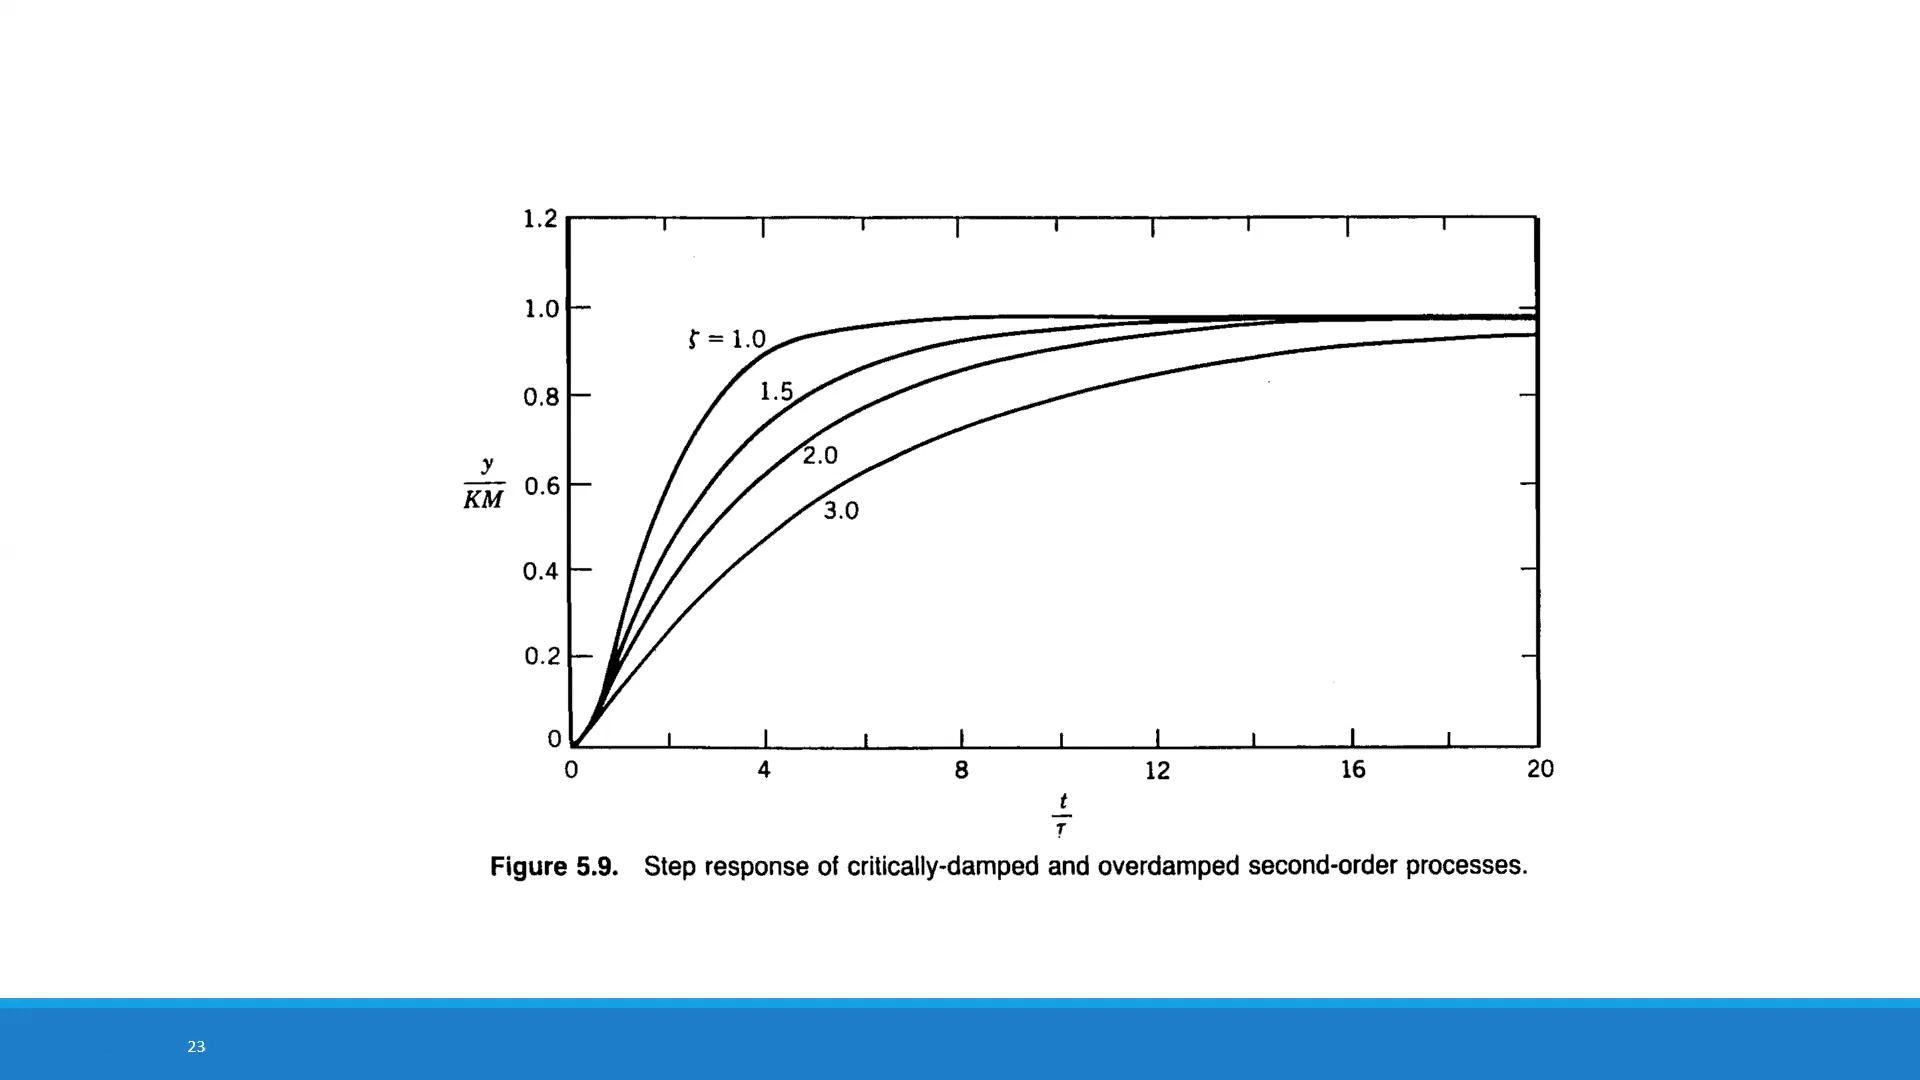 1.2
1.0
ζ = 1.0
0.8
1.5
y
KM
0.6
2.0
3.0
0.4
0.2
0
0 4 8 12 16 20
t
τ
Figure 5.9. Step response of critically-damped and overdamped second-order processes.
23